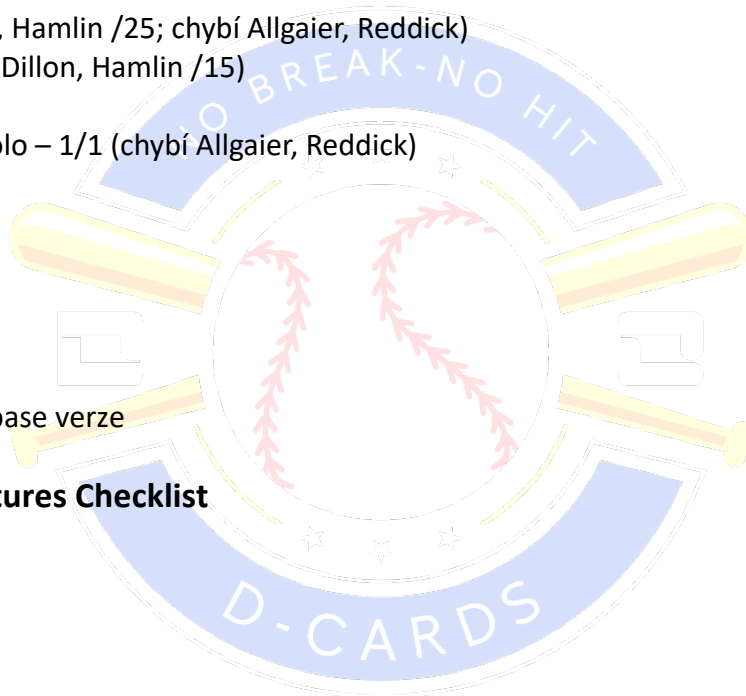 , Hamlin /25; chybí Allgaier, Reddick)
Dillon, Hamlin /15)
NO BREAK-NO HIT
olo – 1/1 (chybí Allgaier, Reddick)
base verze
tures Checklist
D-CARDS